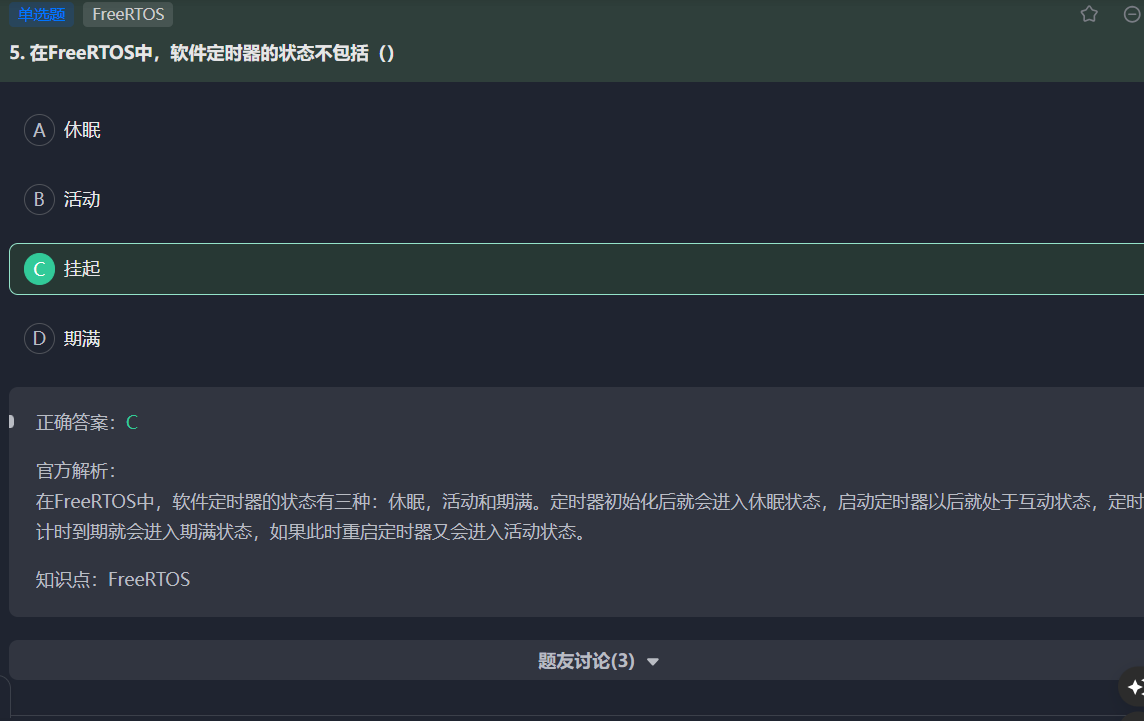 单选题 FreeRTOS
5. 在FreeRTOS中，软件定时器的状态不包括（）
A 休眠
B 活动
C 挂起
D 期满
正确答案：C
官方解析：
在FreeRTOS中，软件定时器的状态有三种：休眠，活动和期满。定时器初始化后就会进入休眠状态，启动定时器以后就处于互动状态，定时
计时到期就会进入期满状态，如果此时重启定时器又会进入活动状态。
知识点：FreeRTOS
题友讨论(3)